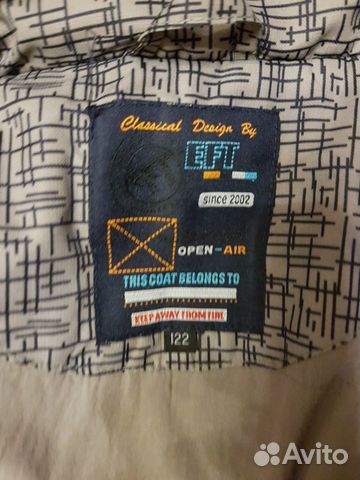 Classical Design By
EFT
since 2002
OPEN-AIR
THIS COAT BELONGS TO
KEEP AWAY FROM FIRE
122
Avito